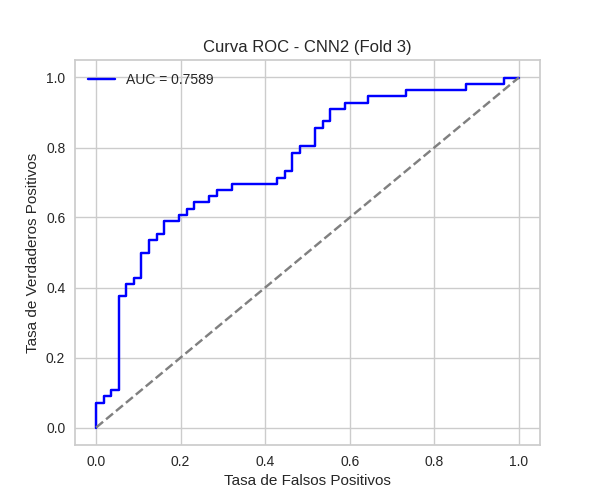 Curva ROC - CNN2 (Fold 3)
AUC = 0.7589
1.0
0.8
0.6
0.4
0.2
0.0
Tasa de Verdaderos Positivos
0.0 0.2 0.4 0.6 0.8 1.0
Tasa de Falsos Positivos